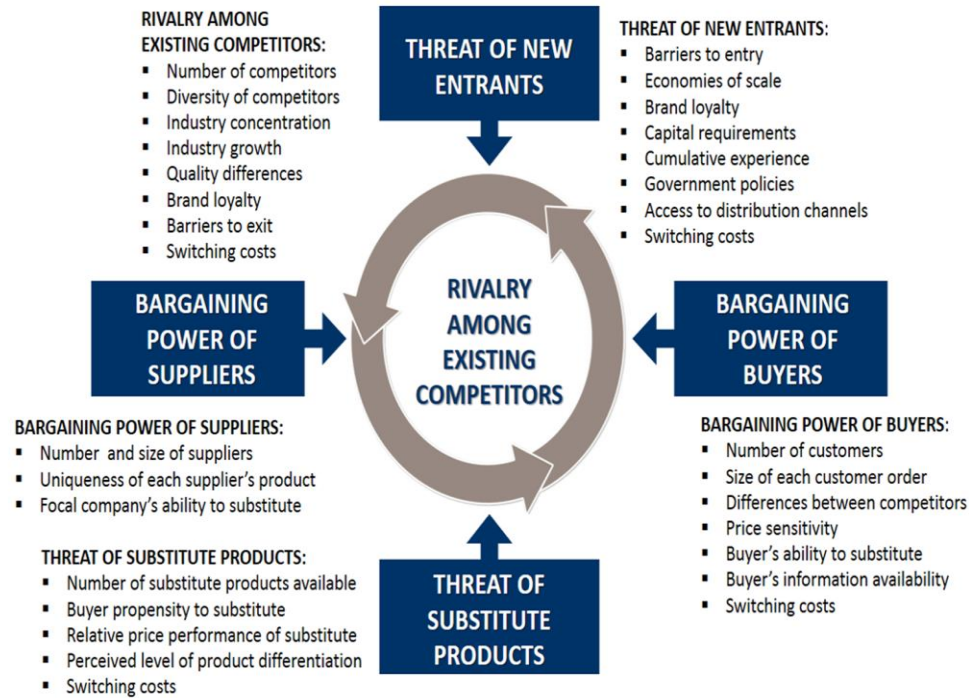 RIVALRY AMONG
EXISTING COMPETITORS:
▪ Number of competitors
▪ Diversity of competitors
▪ Industry concentration
▪ Industry growth
▪ Quality differences
▪ Brand loyalty
▪ Barriers to exit
▪ Switching costs
THREAT OF NEW
ENTRANTS
THREAT OF NEW ENTRANTS:
▪ Barriers to entry
▪ Economies of scale
▪ Brand loyalty
▪ Capital requirements
▪ Cumulative experience
▪ Government policies
▪ Access to distribution channels
▪ Switching costs
BARGAINING
POWER OF
SUPPLIERS
RIVALRY
AMONG
EXISTING
COMPETITORS
BARGAINING
POWER OF
BUYERS
BARGAINING POWER OF SUPPLIERS:
▪ Number and size of suppliers
▪ Uniqueness of each supplier's product
▪ Focal company's ability to substitute
BARGAINING POWER OF BUYERS:
▪ Number of customers
▪ Size of each customer order
▪ Differences between competitors
▪ Price sensitivity
▪ Buyer's ability to substitute
▪ Buyer's information availability
▪ Switching costs
THREAT OF SUBSTITUTE PRODUCTS:
▪ Number of substitute products available
▪ Buyer propensity to substitute
▪ Relative price performance of substitute
▪ Perceived level of product differentiation
▪ Switching costs
THREAT OF
SUBSTITUTE
PRODUCTS